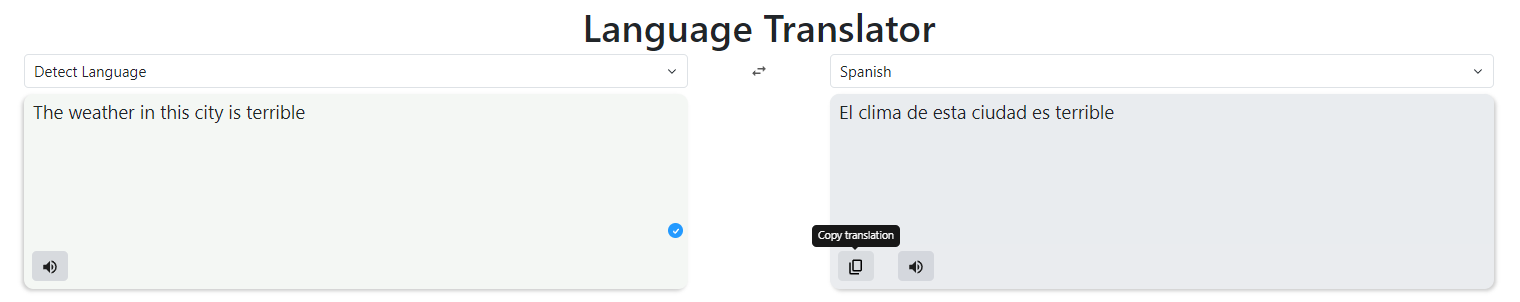 Language Translator
Detect Language
Spanish
The weather in this city is terrible
El clima de esta ciudad es terrible
Copy translation